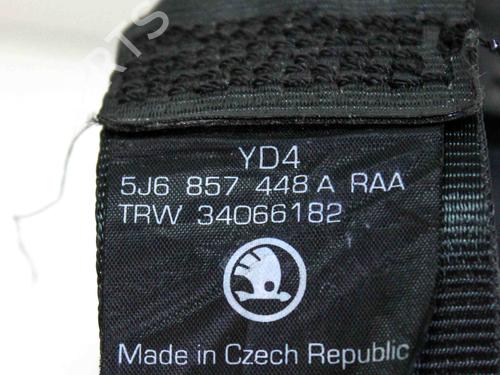 YD4
5J6 857 448 A RAA
TRW 34066182
Made in Czech Republic